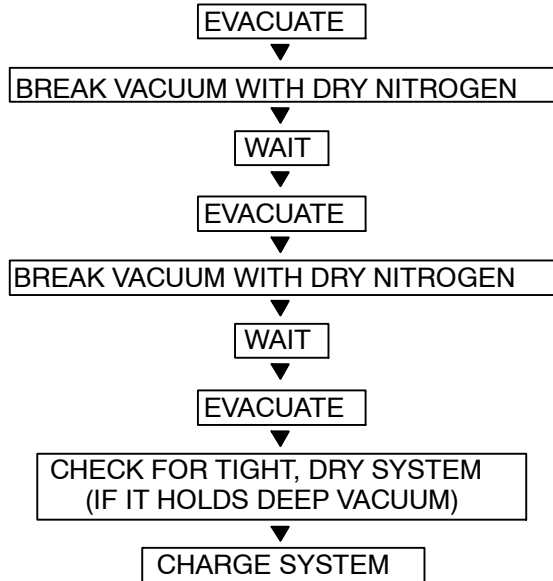 EVACUATE
BREAK VACUUM WITH DRY NITROGEN
WAIT
EVACUATE
BREAK VACUUM WITH DRY NITROGEN
WAIT
EVACUATE
CHECK FOR TIGHT, DRY SYSTEM
(IF IT HOLDS DEEP VACUUM)
CHARGE SYSTEM